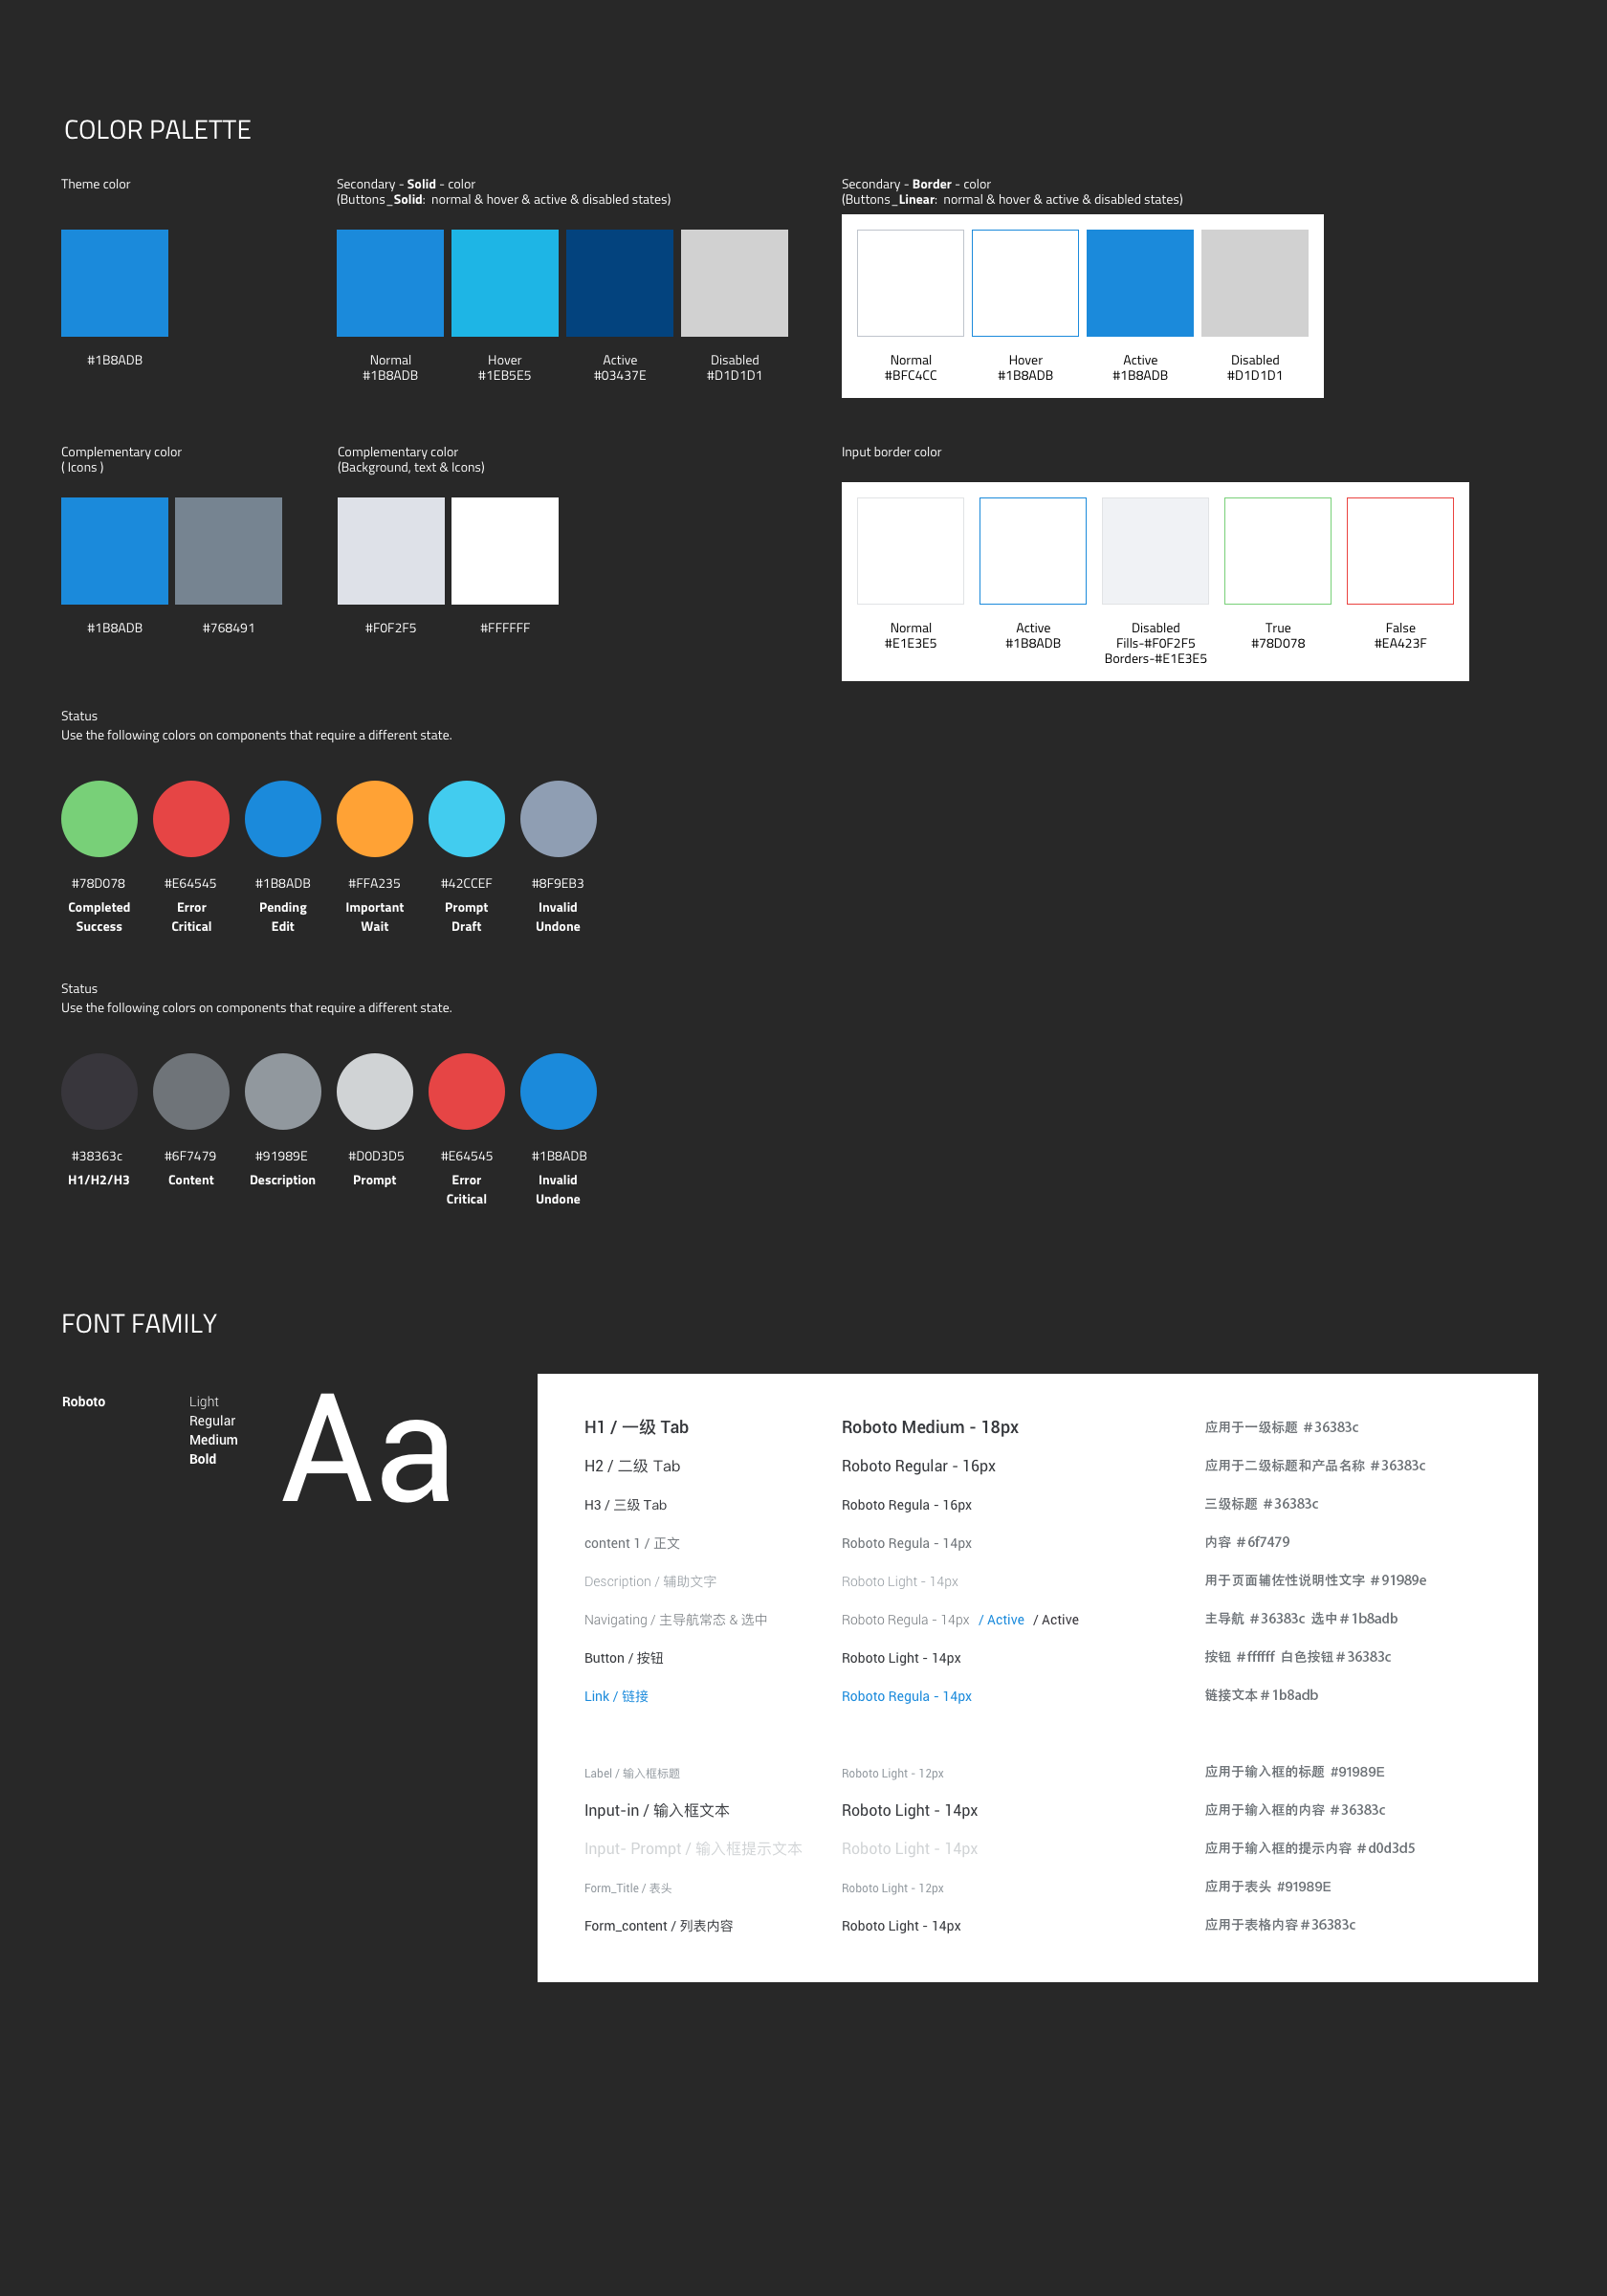 COLOR PALETTE
Theme color
#1B8ADB
Secondary - Solid - color
(Buttons_Solid: normal & hover & active & disabled states)
Normal
#1B8ADB
Hover
#1EB5E5
Active
#03437E
Disabled
#D1D1D1
Secondary - Border - color
(Buttons_Linear: normal & hover & active & disabled states)
Normal
#BFC4CC
Hover
#1B8ADB
Active
#1B8ADB
Disabled
#D1D1D1
Complementary color
( Icons )
#1B8ADB
#768491
Complementary color
(Background, text & Icons)
#F0F2F5
#FFFFFF
Input border color
Normal
#E1E3E5
Active
#1B8ADB
Disabled
Fills-#F0F2F5
Borders-#E1E3E5
True
#78D078
False
#EA423F
Status
Use the following colors on components that require a different state.
#78D078
Completed
Success
#E64545
Error
Critical
#1B8ADB
Pending
Edit
#FFA235
Important
Wait
#42CCEF
Prompt
Draft
#8F9EB3
Invalid
Undone
Status
Use the following colors on components that require a different state.
#38363c
H1/H2/H3
#6F7479
Content
#91989E
Description
#D0D3D5
Prompt
#E64545
Error
Critical
#1B8ADB
Invalid
Undone
FONT FAMILY
Roboto
Light
Regular
Medium
Bold
Aa
H1 / 一级 Tab Roboto Medium - 18px 应用于一级标题 #36383c
H2 / 二级 Tab Roboto Regular - 16px 应用于二级标题和产品名称 #36383c
H3 / 三级 Tab Roboto Regula - 16px 三级标题 #36383c
content 1 / 正文 Roboto Regula - 14px 内容 #6f7479
Description / 辅助文字 Roboto Light - 14px 用于页面辅佐性说明性文字 #91989e
Navigating / 主导航常态 & 选中 Roboto Regula - 14px / Active / Active 主导航 #36383c 选中#1b8adb
Button / 按钮 Roboto Light - 14px 按钮 #ffffff 白色按钮#36383c
Link / 链接 Roboto Regula - 14px 链接文本#1b8adb
Label / 输入框标题 Roboto Light - 12px 应用于输入框的标题 #91989E
Input-in / 输入框文本 Roboto Light - 14px 应用于输入框的内容 #36383c
Input- Prompt / 输入框提示文本 Roboto Light - 14px 应用于输入框的提示内容 #d0d3d5
Form_Title / 表头 Roboto Light - 12px 应用于表头 #91989E
Form_content / 列表内容 Roboto Light - 14px 应用于表格内容#36383c